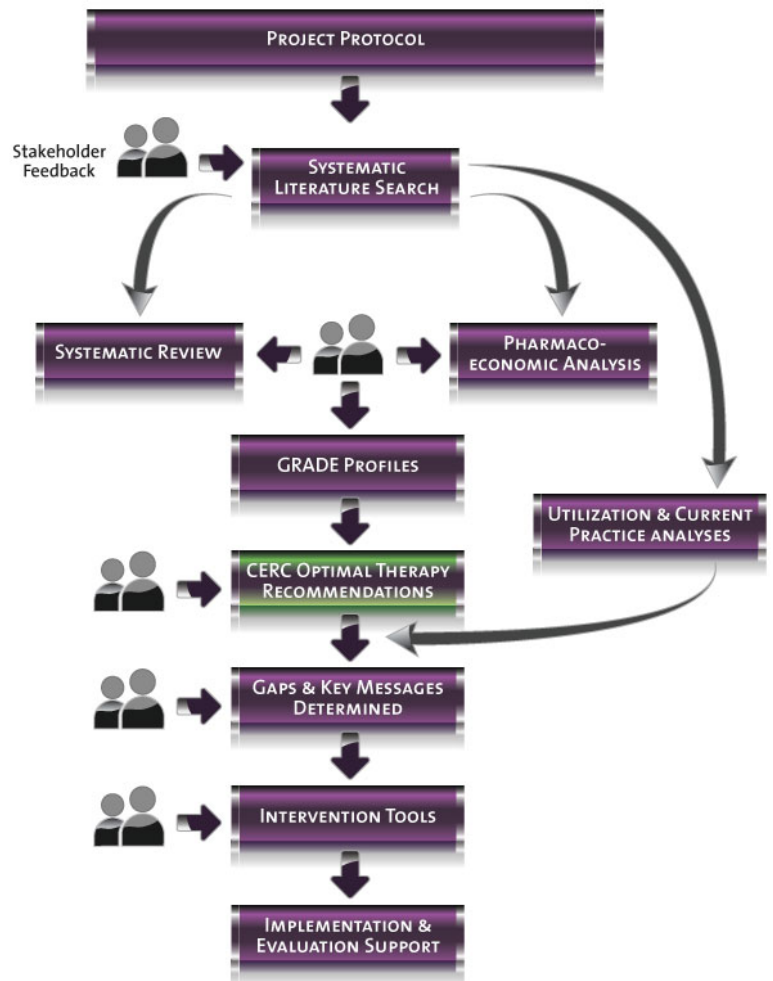 PROJECT PROTOCOL
Stakeholder
Feedback
SYSTEMATIC
LITERATURE SEARCH
SYSTEMATIC REVIEW
PHARMACO-
ECONOMIC ANALYSIS
GRADE PROFILES
UTILIZATION & CURRENT
PRACTICE ANALYSES
CERC OPTIMAL THERAPY
RECOMMENDATIONS
GAPS & KEY MESSAGES
DETERMINED
INTERVENTION TOOLS
IMPLEMENTATION &
EVALUATION SUPPORT